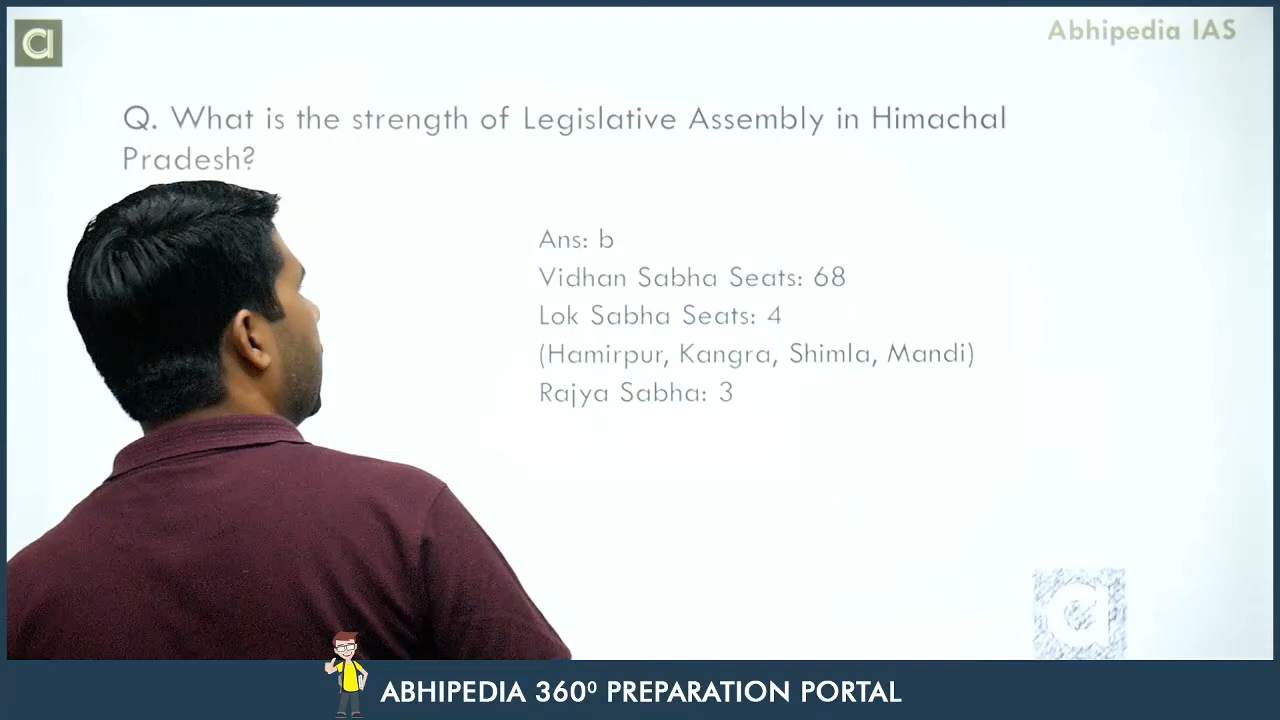 a
Abhipedia IAS
Q. What is the strength of Legislative Assembly in Himachal
Pradesh?
Ans: b
Vidhan Sabha Seats: 68
Lok Sabha Seats: 4
(Hamirpur, Kangra, Shimla, Mandi)
Rajya Sabha: 3
a
ABHIPEDIA 360⁰ PREPARATION PORTAL